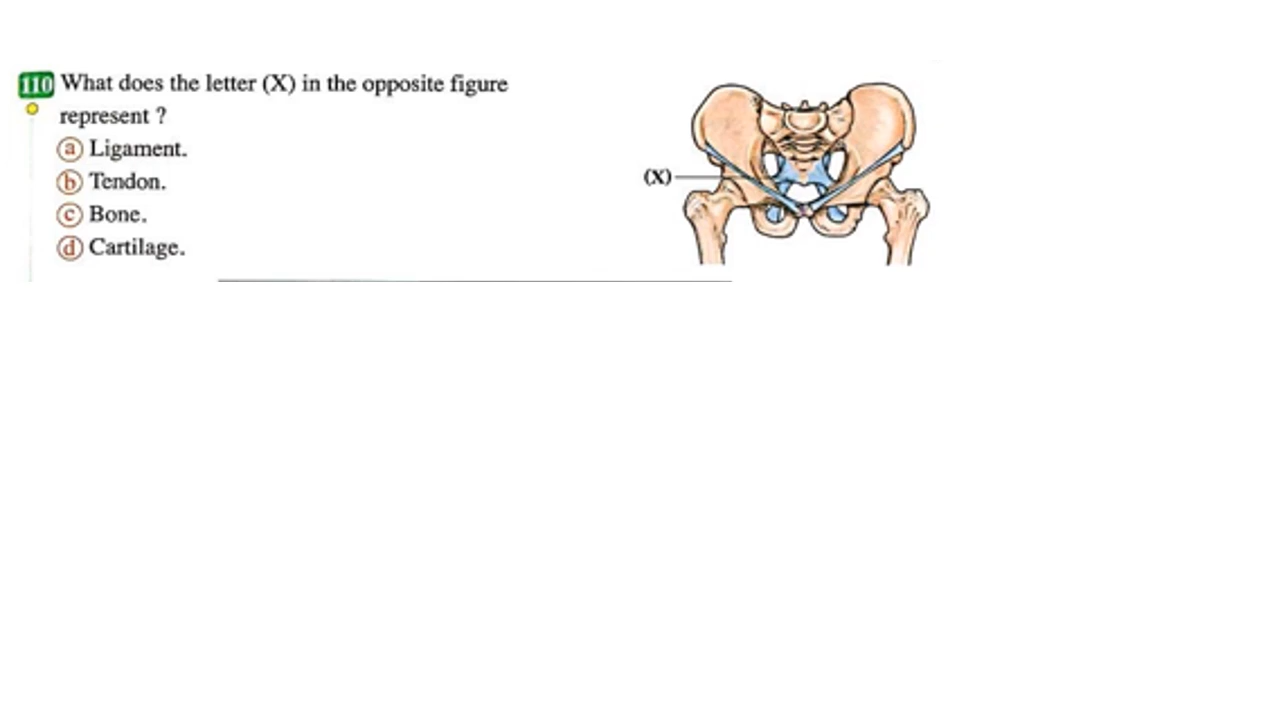 110 What does the letter (X) in the opposite figure
represent ?
a Ligament.
b Tendon.
c Bone.
d Cartilage.
(X)